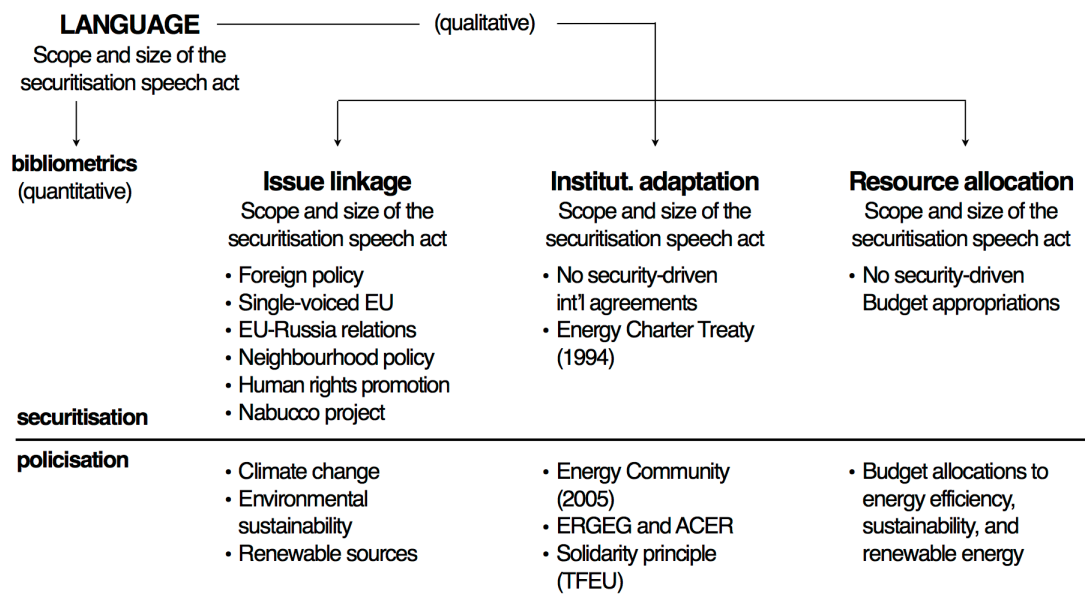 LANGUAGE
(qualitative)
Scope and size of the
securitisation speech act
bibliometrics
(quantitative)
Issue linkage
Scope and size of the
securitisation speech act
• Foreign policy
• Single-voiced EU
• EU-Russia relations
• Neighbourhood policy
• Human rights promotion
• Nabucco project
Institut. adaptation
Scope and size of the
securitisation speech act
• No security-driven
int'l agreements
• Energy Charter Treaty
(1994)
Resource allocation
Scope and size of the
securitisation speech act
• No security-driven
Budget appropriations
securitisation
policisation
• Climate change
• Environmental
sustainability
• Renewable sources
• Energy Community
(2005)
• ERGEG and ACER
• Solidarity principle
(TFEU)
• Budget allocations to
energy efficiency,
sustainability, and
renewable energy